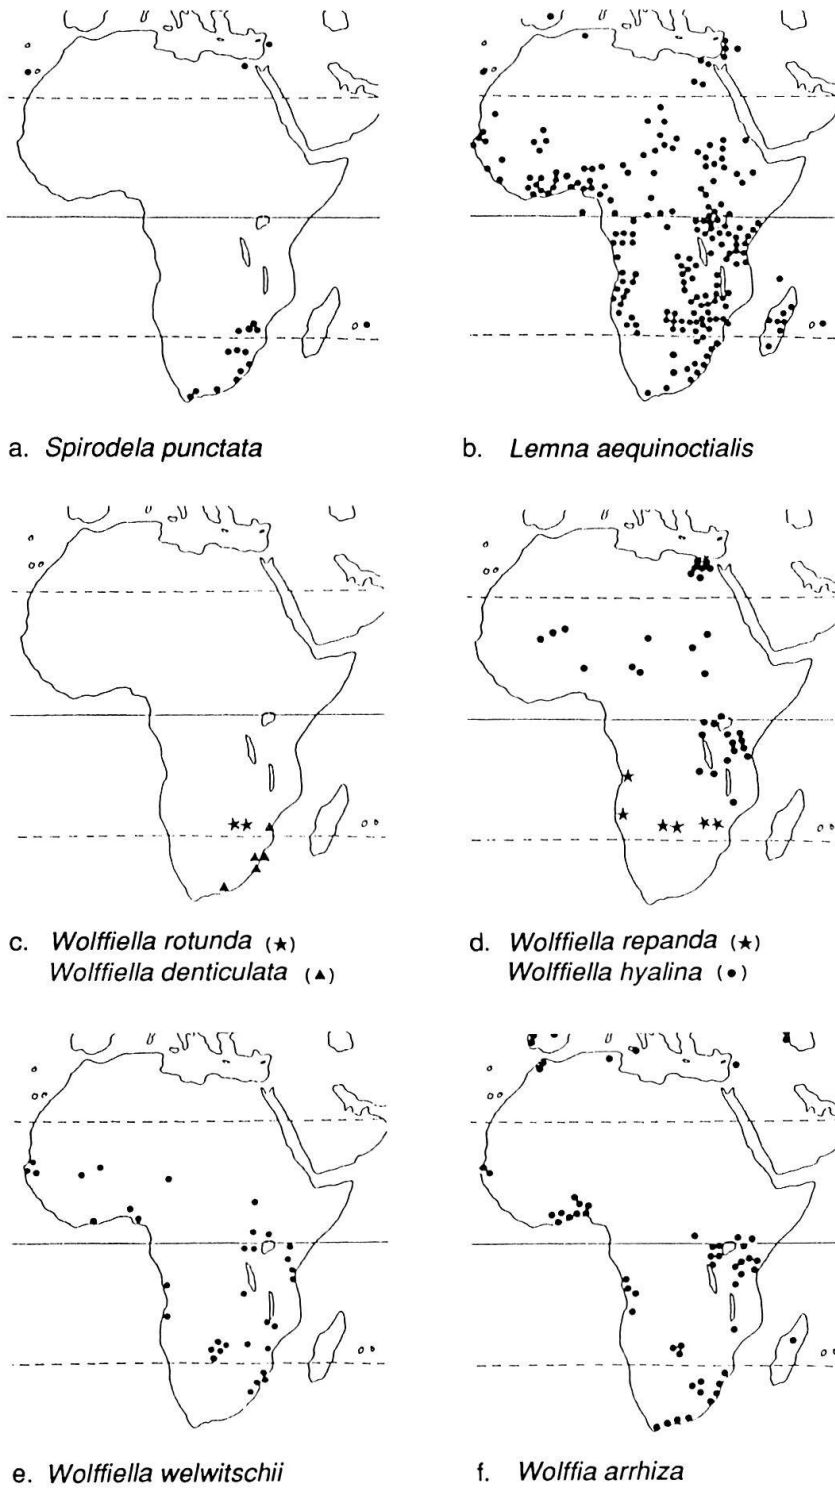 a. Spirodela punctata
b. Lemna aequinoctialis
c. Wolffiella rotunda (★)
Wolffiella denticulata (▲)
d. Wolffiella repanda (★)
Wolffiella hyalina (•)
e. Wolffiella welwitschii
f. Wolffia arrhiza